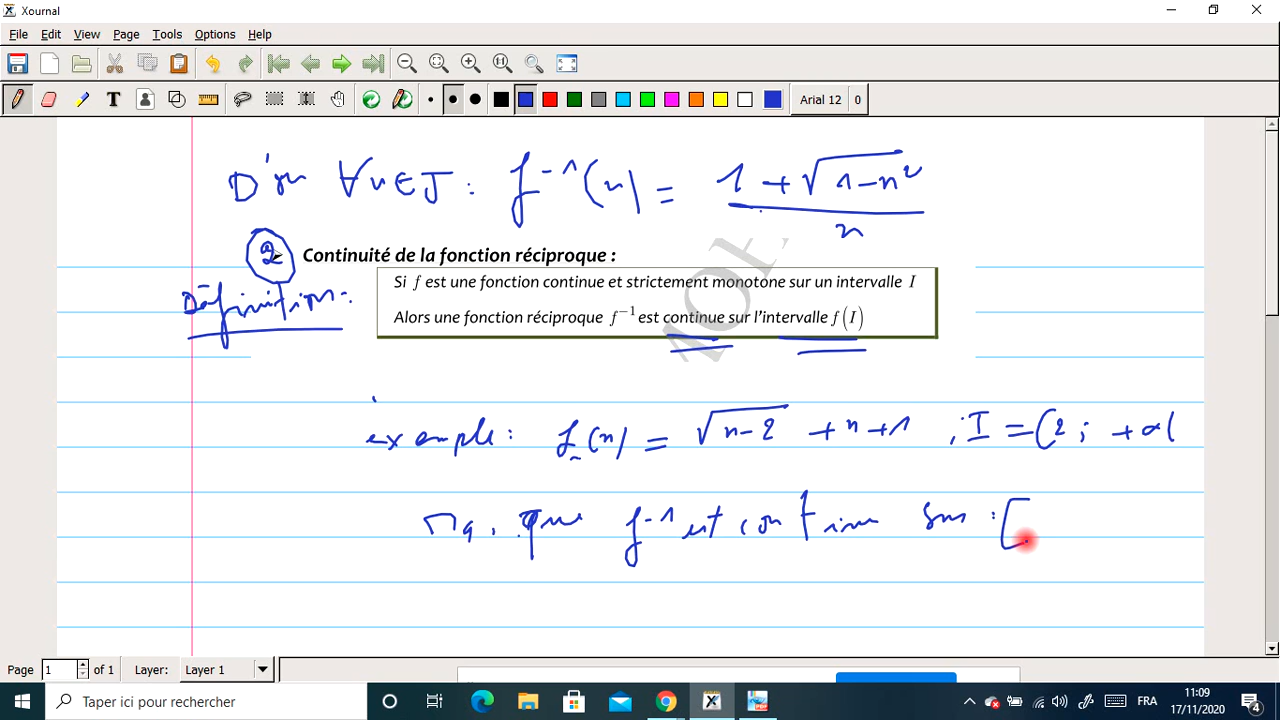 Xournal
File Edit View Page Tools Options Help
Arial 12 0
D'où ∀x∈J : f⁻¹(x) = (1+√(1-x²))/x
2 Continuité de la fonction réciproque :
Définition:
Si f est une fonction continue et strictement monotone sur un intervalle I
Alors une fonction réciproque f⁻¹ est continue sur l'intervalle f(I)
exemple: f(x) = √(x-2) + x+1 , I = [2 ; +∞[
Mq. que f⁻¹ est continue sur : [
Page 1 of 1 Layer: Layer 1
Taper ici pour rechercher
FRA
11:09
17/11/2020
4